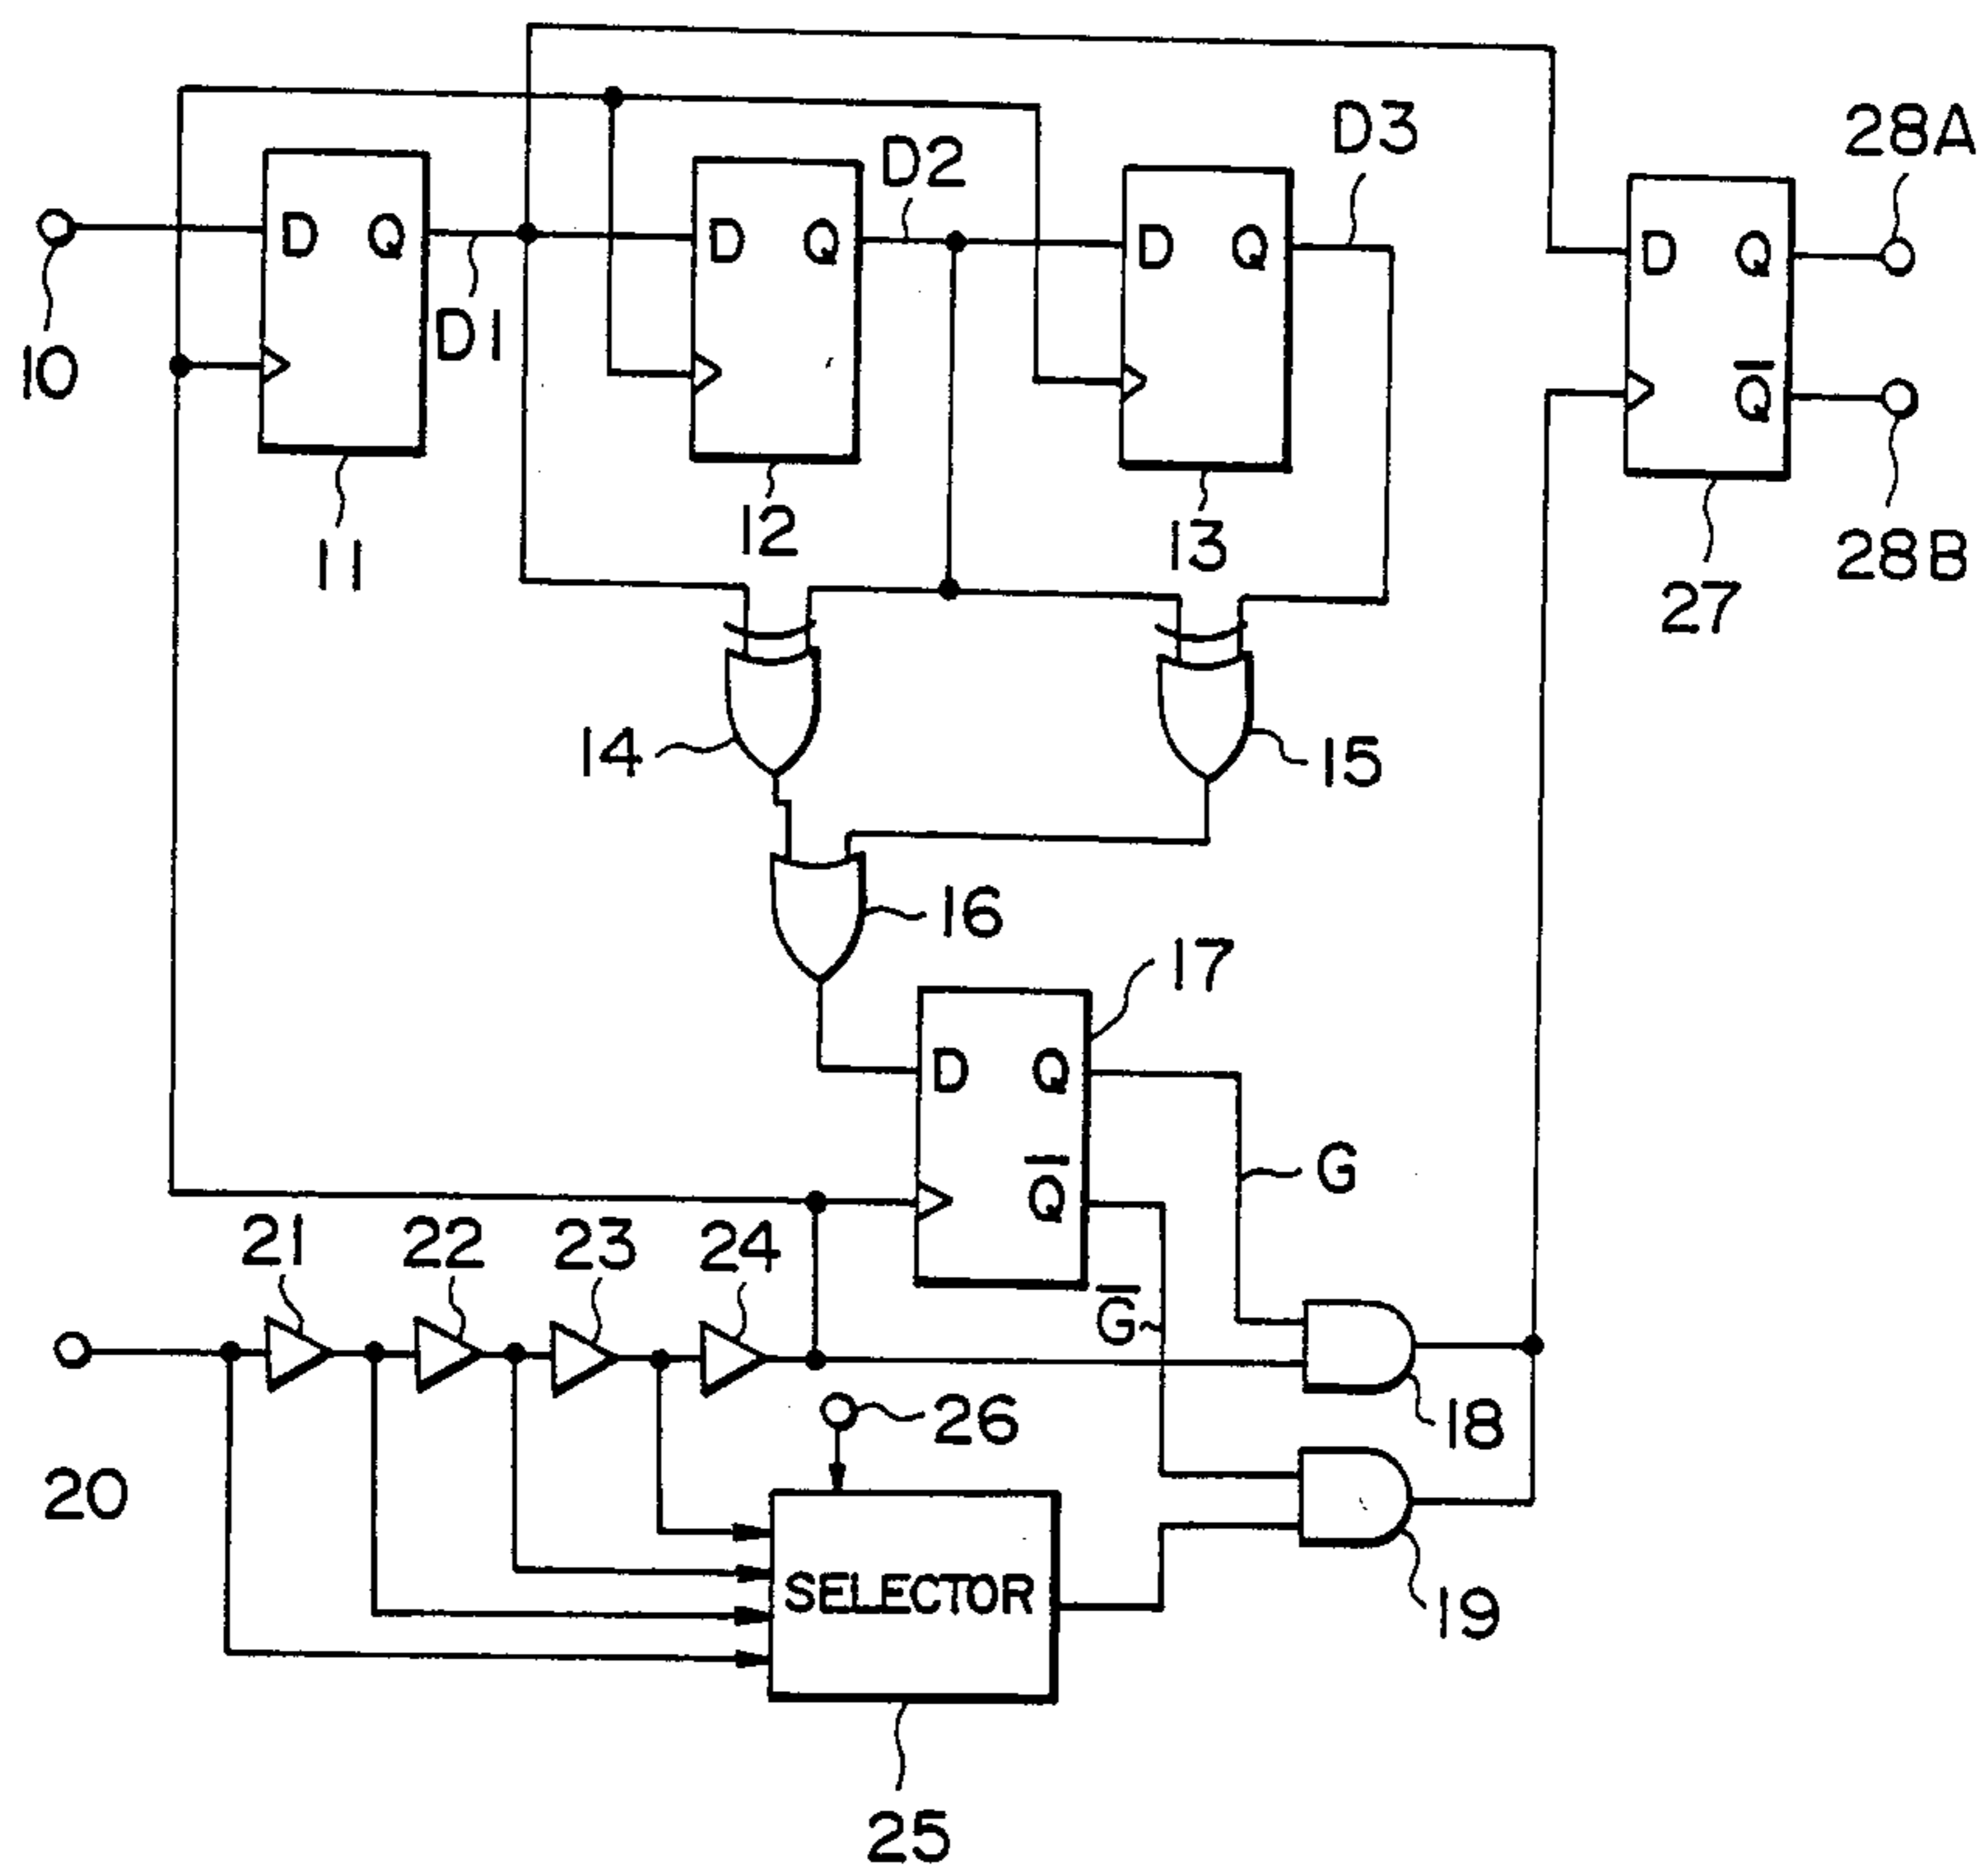 D3
28A
D2
D Q
D Q
D Q
D Q
D1
10
Q̅
12
13
11
28B
27
14
15
16
17
D Q
G
Q̅
21
22
23
24
G̅
26
18
20
SELECTOR
19
25